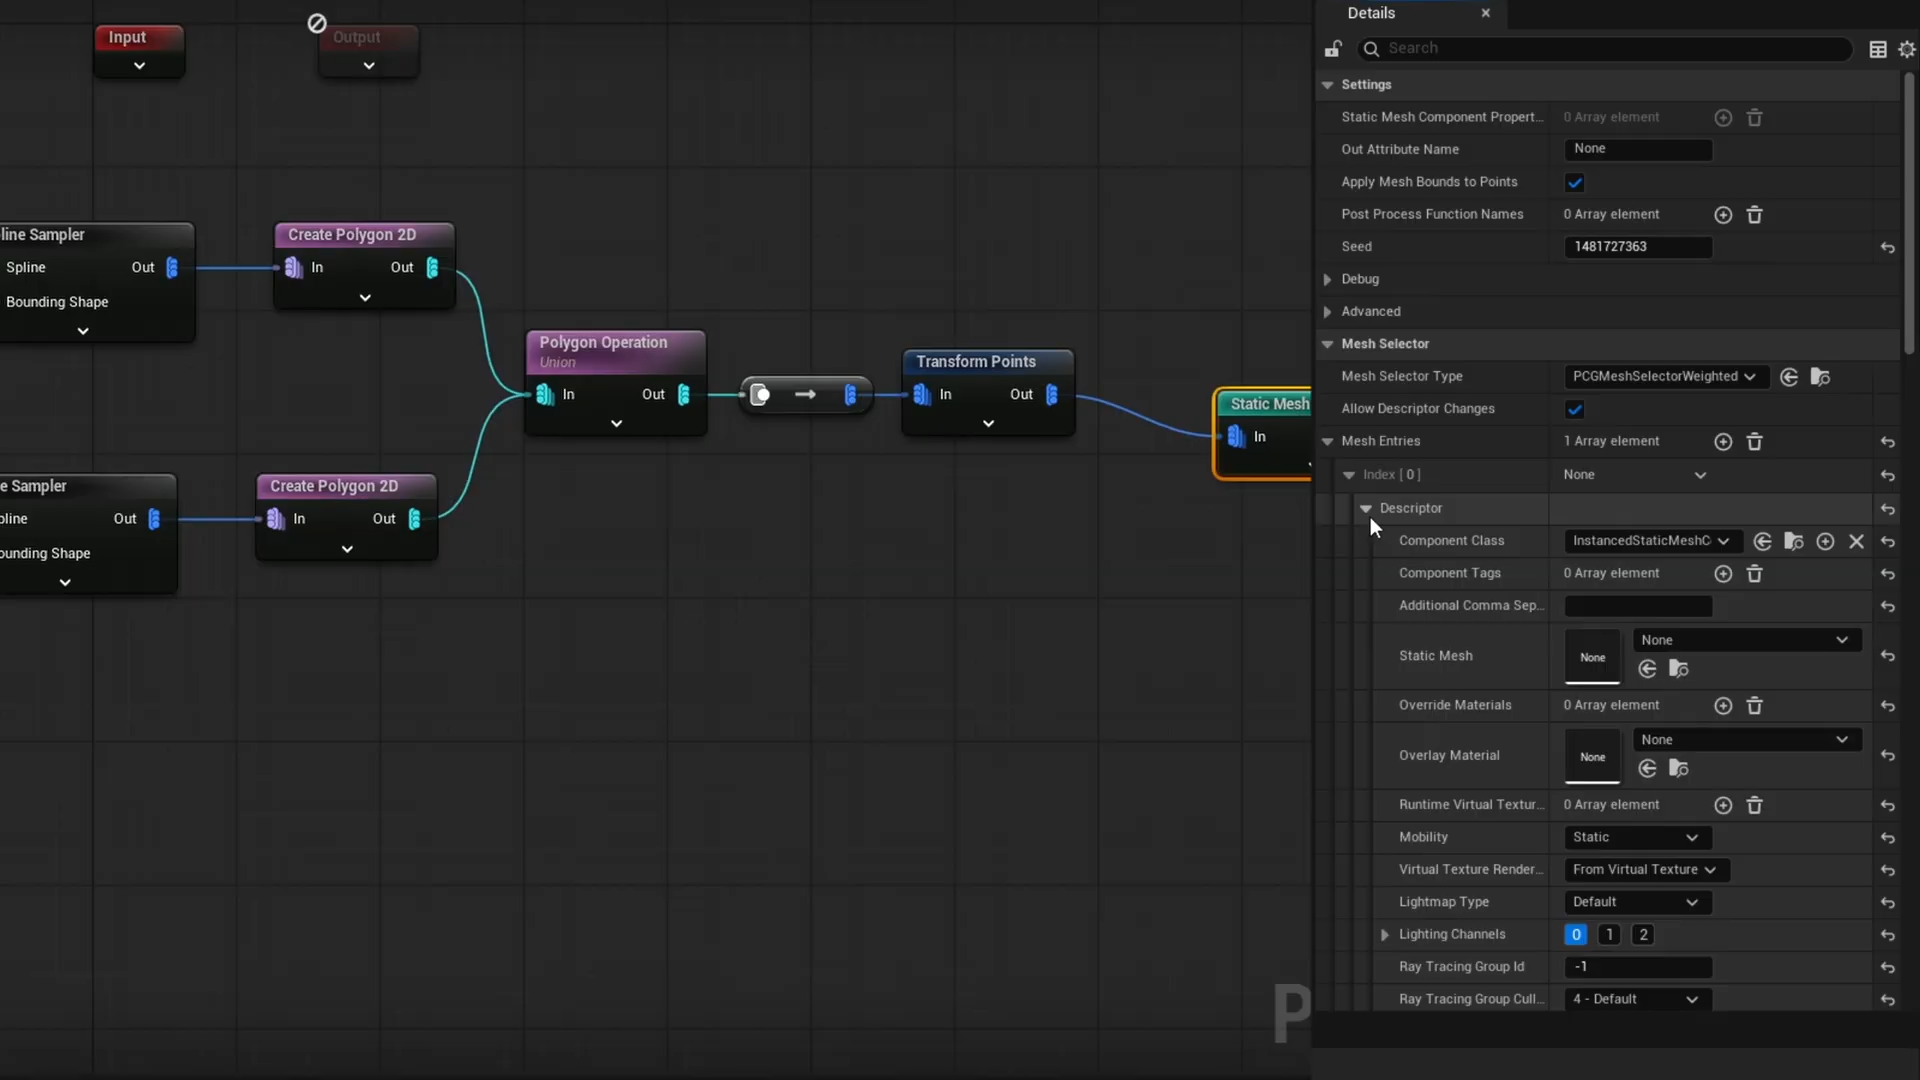 Input
Output
line Sampler
Spline
Out
Bounding Shape
Create Polygon 2D
In
Out
Polygon Operation
Union
In
Out
Transform Points
In
Out
Static Mesh
In
e Sampler
pline
Out
ounding Shape
Create Polygon 2D
In
Out
P
Details
Search
Settings
Static Mesh Component Propert...
0 Array element
Out Attribute Name
None
Apply Mesh Bounds to Points
Post Process Function Names
0 Array element
Seed
1481727363
Debug
Advanced
Mesh Selector
Mesh Selector Type
PCGMeshSelectorWeighted
Allow Descriptor Changes
Mesh Entries
1 Array element
Index [ 0 ]
None
Descriptor
Component Class
InstancedStaticMeshC
Component Tags
0 Array element
Additional Comma Sep...
Static Mesh
None
None
Override Materials
0 Array element
Overlay Material
None
None
Runtime Virtual Textur...
0 Array element
Mobility
Static
Virtual Texture Render...
From Virtual Texture
Lightmap Type
Default
Lighting Channels
0
1
2
Ray Tracing Group Id
-1
Ray Tracing Group Cull...
4 - Default